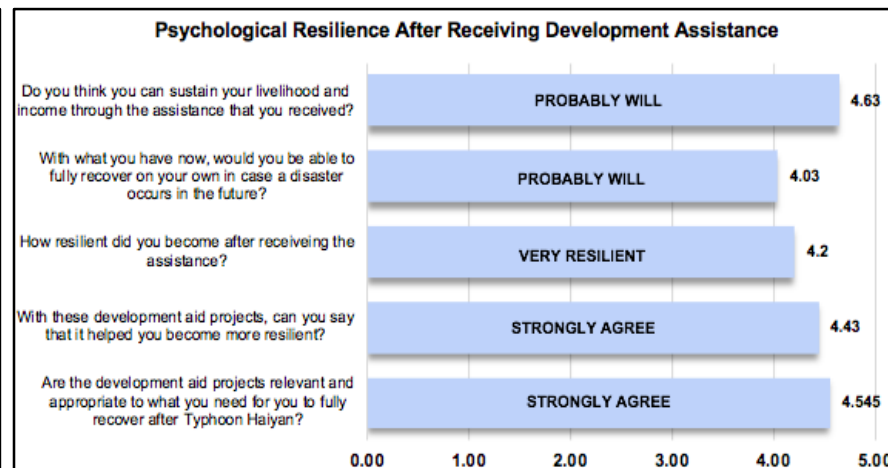 Psychological Resilience After Receiving Development Assistance
Do you think you can sustain your livelihood and
income through the assistance that you received?
PROBABLY WILL
4.63
With what you have now, would you be able to
fully recover on your own in case a disaster
occurs in the future?
PROBABLY WILL
4.03
How resilient did you become after receiveing the
assistance?
VERY RESILIENT
4.2
With these development aid projects, can you say
that it helped you become more resilient?
STRONGLY AGREE
4.43
Are the development aid projects relevant and
appropriate to what you need for you to fully
recover after Typhoon Haiyan?
STRONGLY AGREE
4.545
0.00 1.00 2.00 3.00 4.00 5.00